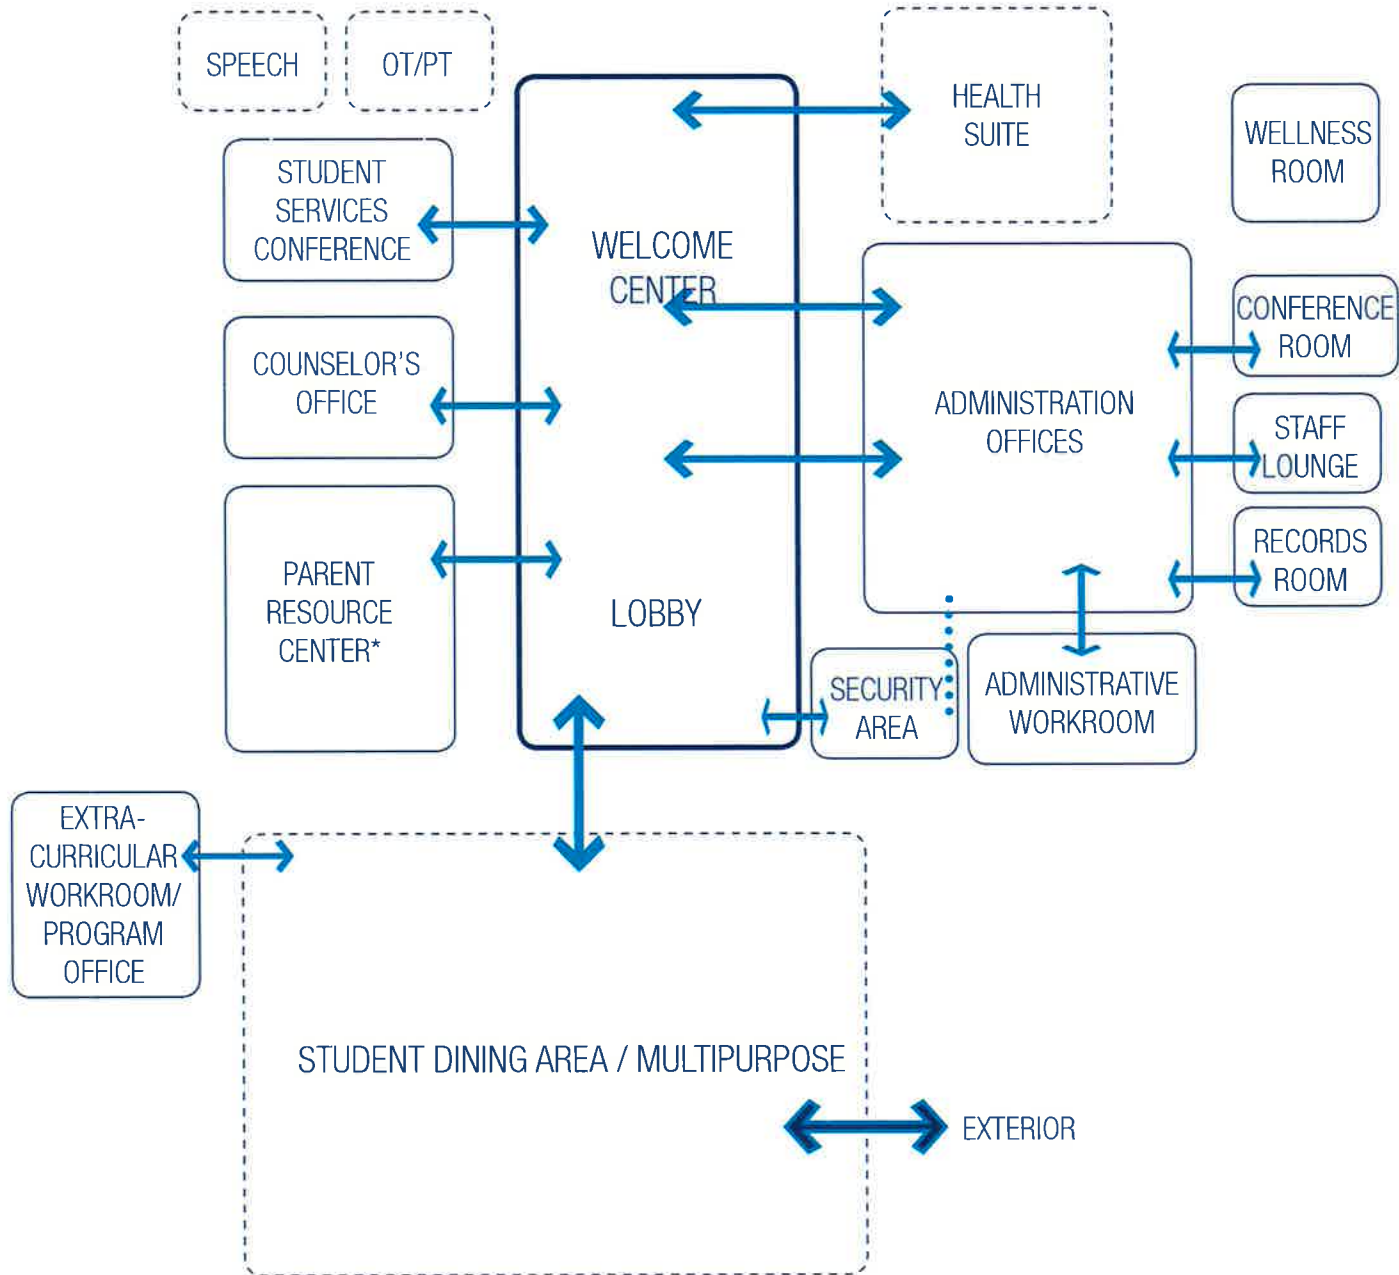 SPEECH
OT/PT
HEALTH
SUITE
WELLNESS
ROOM
STUDENT
SERVICES
CONFERENCE
WELCOME
CENTER
CONFERENCE
ROOM
COUNSELOR'S
OFFICE
ADMINISTRATION
OFFICES
STAFF
LOUNGE
RECORDS
ROOM
PARENT
RESOURCE
CENTER*
LOBBY
SECURITY
AREA
ADMINISTRATIVE
WORKROOM
EXTRA-
CURRICULAR
WORKROOM/
PROGRAM
OFFICE
STUDENT DINING AREA / MULTIPURPOSE
EXTERIOR